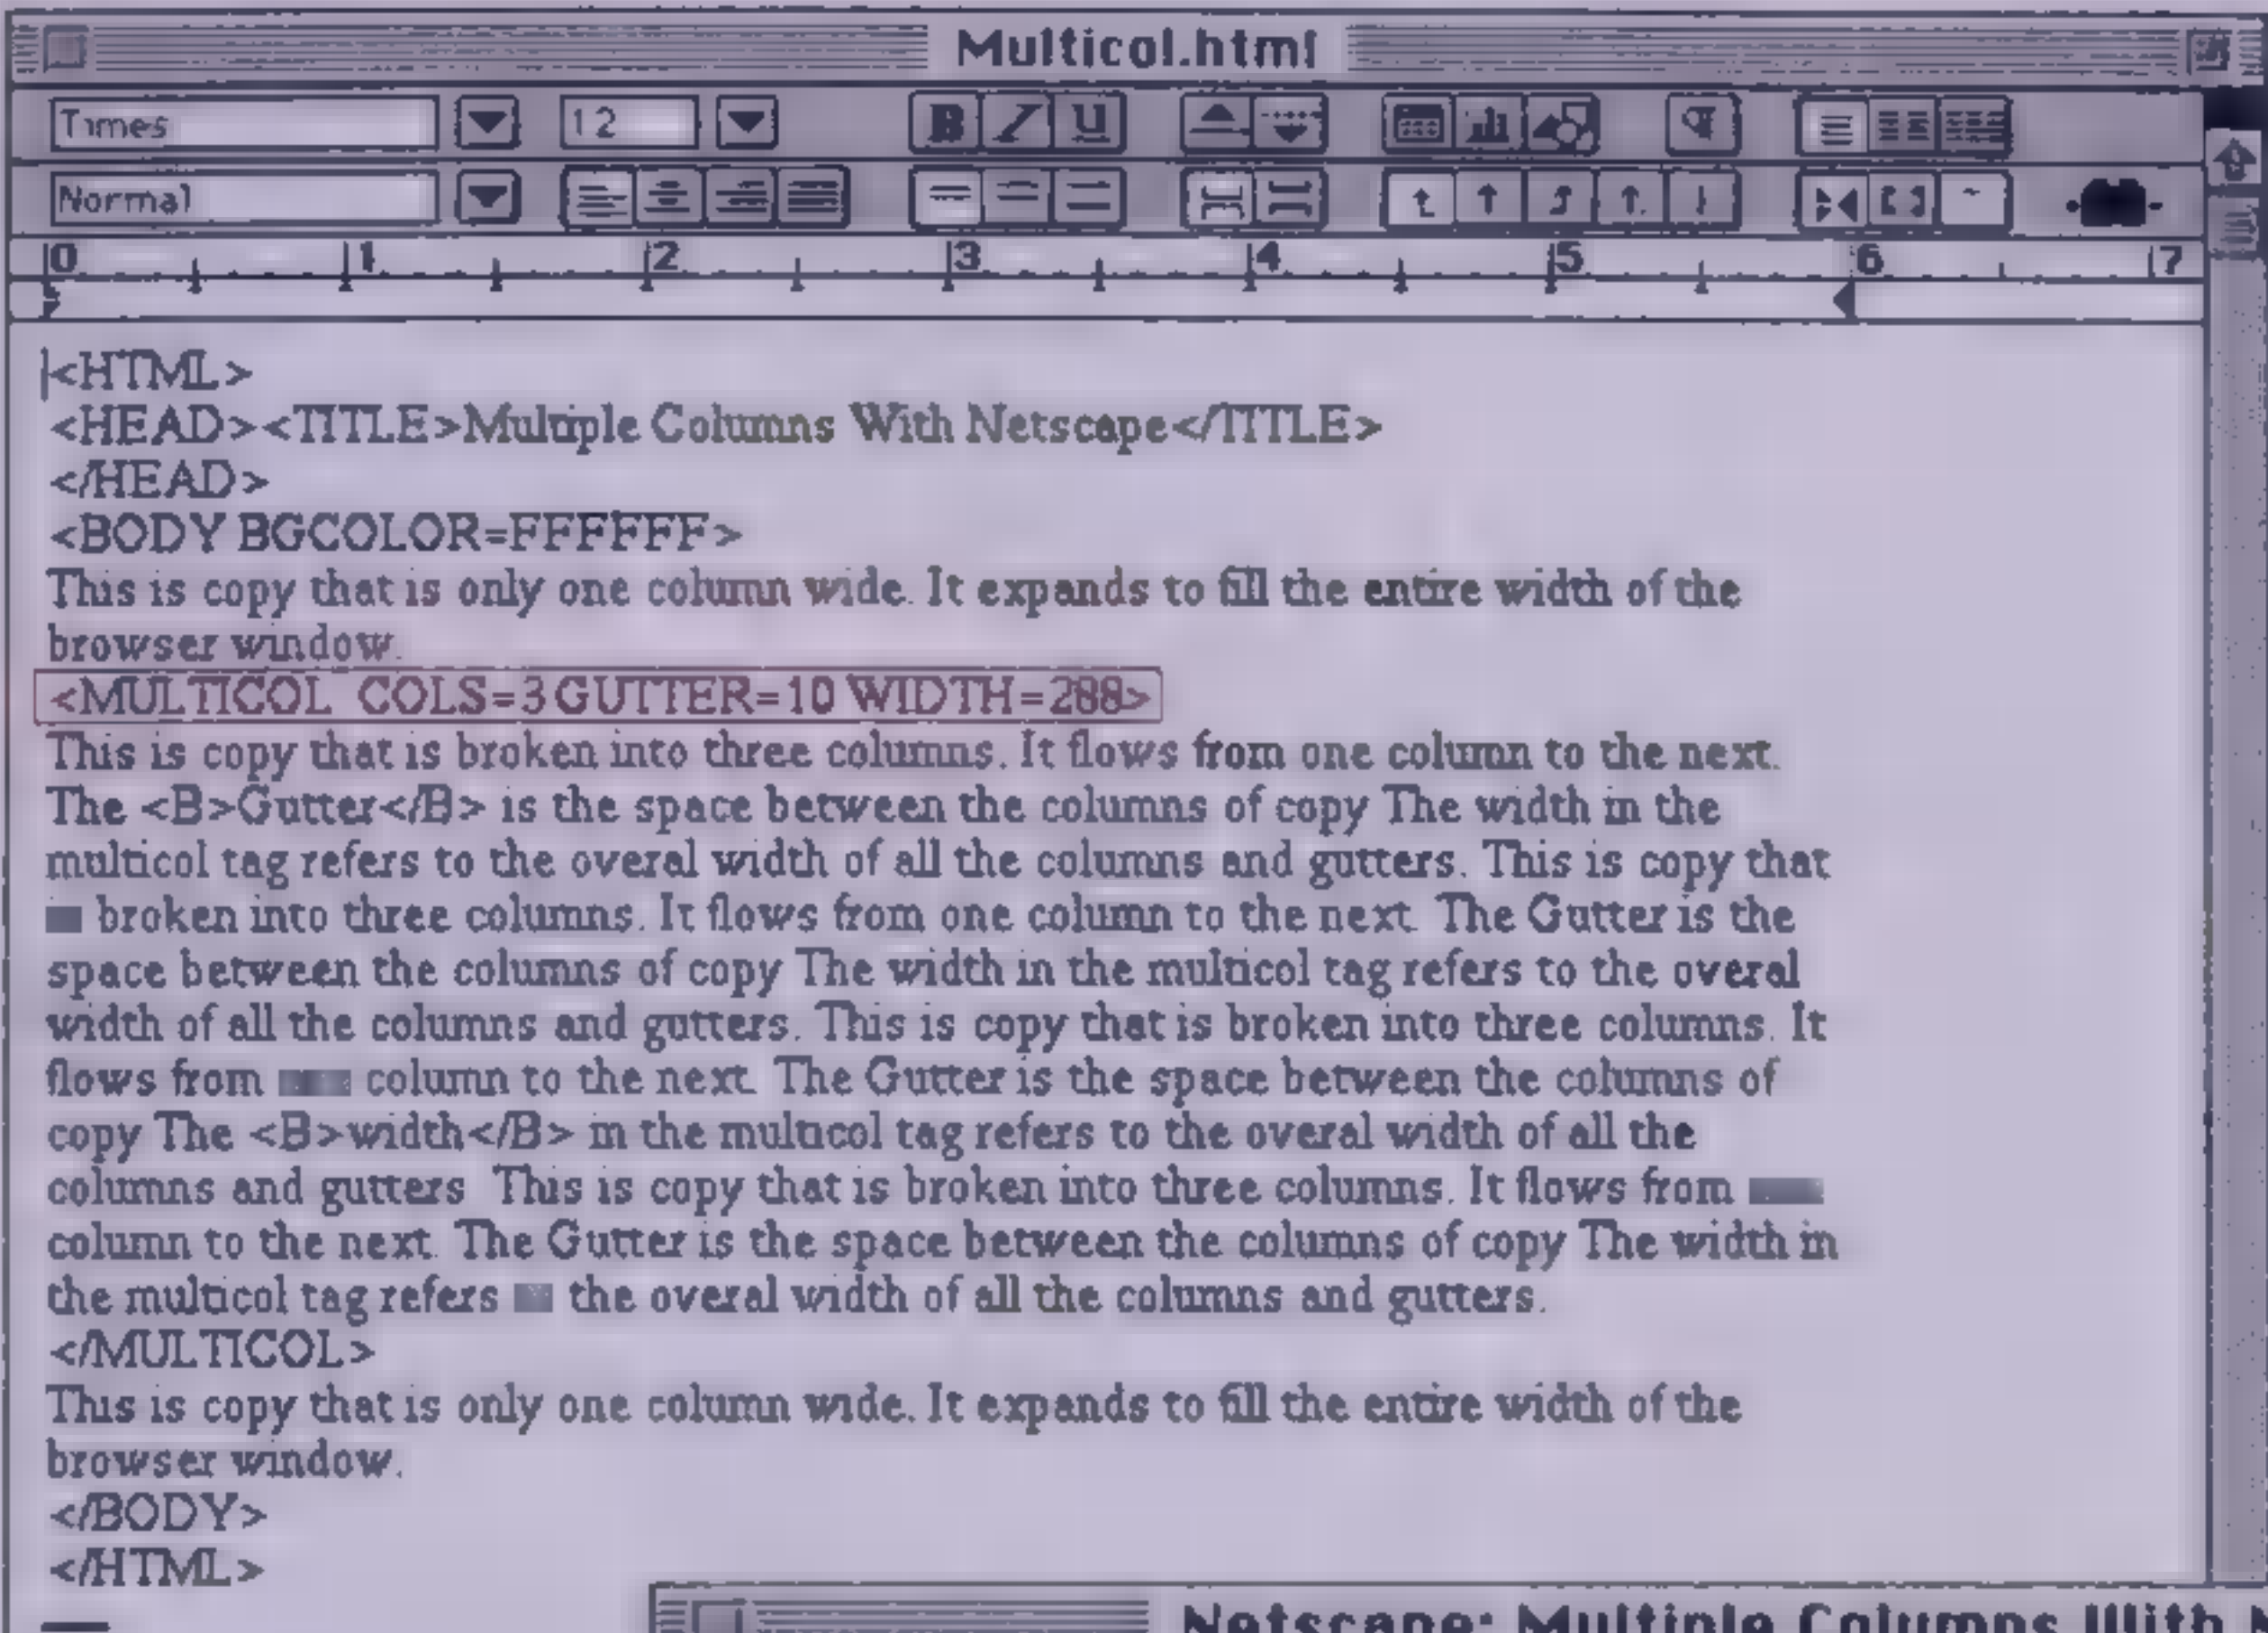 Multicol.html
Times 12 B I U
Normal
0 1 2 3 4 5 6 7
<HTML>
<HEAD><TITLE>Multiple Columns With Netscape</TITLE>
</HEAD>
<BODY BGCOLOR=FFFFFF>
This is copy that is only one column wide. It expands to fill the entire width of the
browser window.
<MULTICOL COLS=3 GUTTER=10 WIDTH=288>
This is copy that is broken into three columns. It flows from one column to the next.
The <B>Gutter</B> is the space between the columns of copy The width in the
multicol tag refers to the overal width of all the columns and gutters. This is copy that
broken into three columns. It flows from one column to the next. The Gutter is the
space between the columns of copy The width in the multicol tag refers to the overal
width of all the columns and gutters. This is copy that is broken into three columns. It
flows from column to the next. The Gutter is the space between the columns of
copy The <B>width</B> in the multicol tag refers to the overal width of all the
columns and gutters. This is copy that is broken into three columns. It flows from
column to the next. The Gutter is the space between the columns of copy The width in
the multicol tag refers the overal width of all the columns and gutters.
</MULTICOL>
This is copy that is only one column wide. It expands to fill the entire width of the
browser window.
</BODY>
</HTML>
Netscape: Multiple Columns With